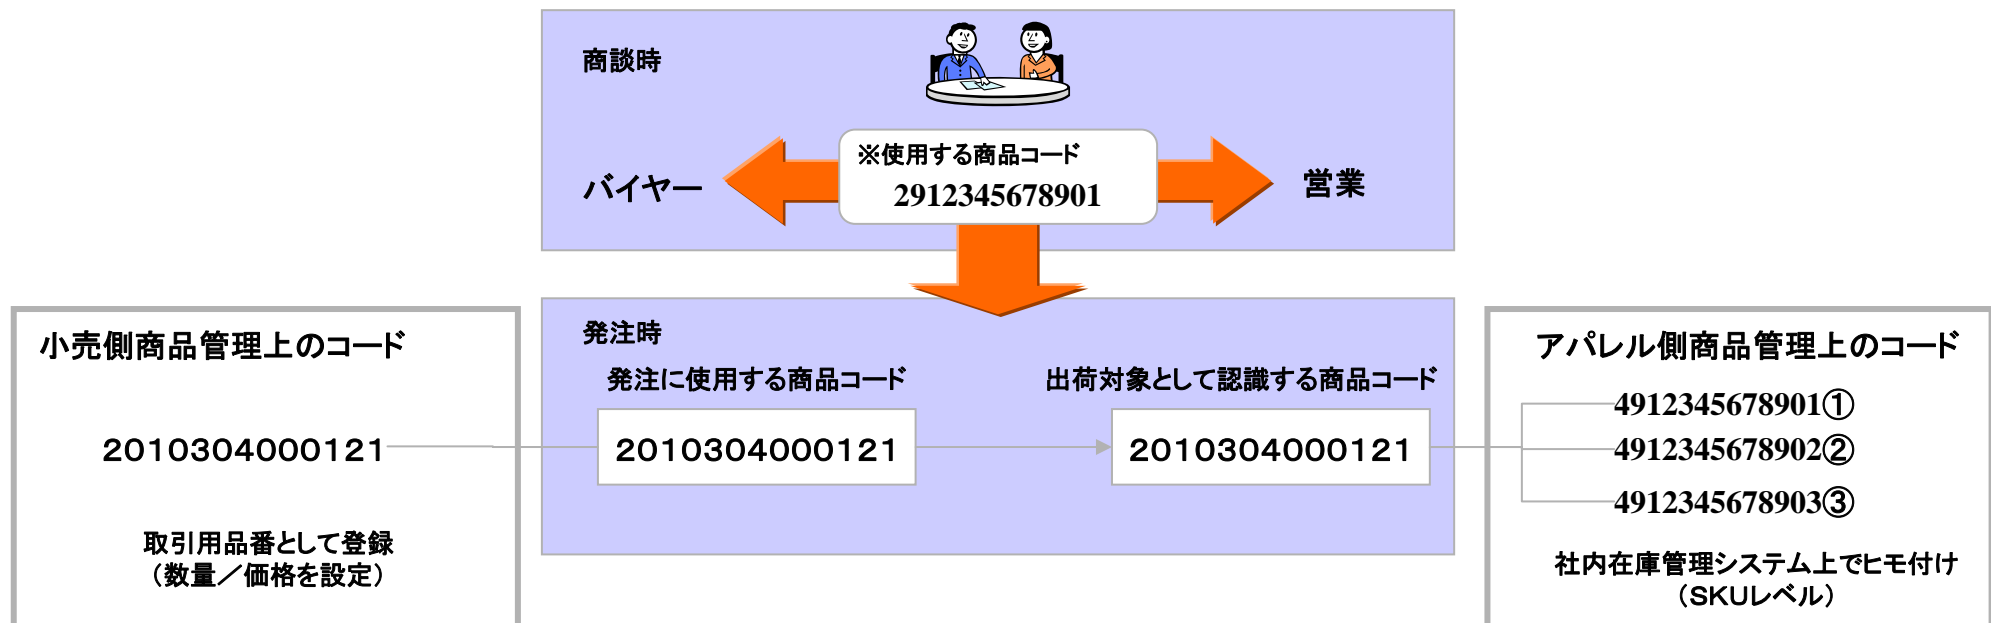 商談時
※使用する商品コード
バイヤー
2912345678901
営業
小売側商品管理上のコード
2010304000121
取引用品番として登録
（数量／価格を設定）
発注時
発注に使用する商品コード
2010304000121
出荷対象として認識する商品コード
2010304000121
アパレル側商品管理上のコード
4912345678901①
4912345678902②
4912345678903③
社内在庫管理システム上でヒモ付け
（SKUレベル）